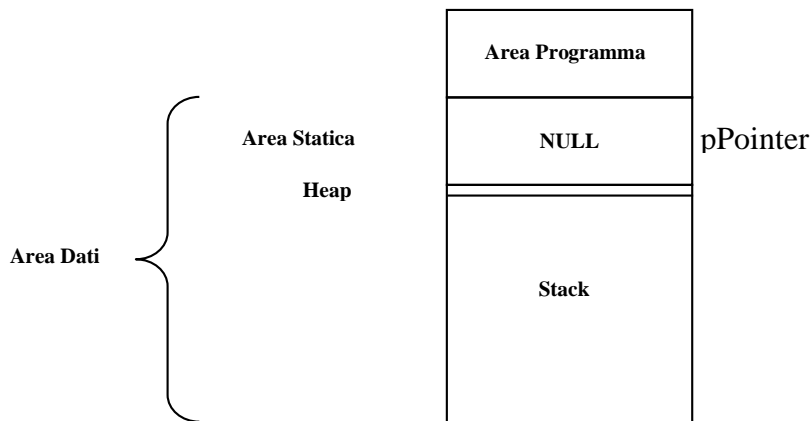 Area Programma
Area Statica
NULL
pPointer
Heap
Area Dati
Stack